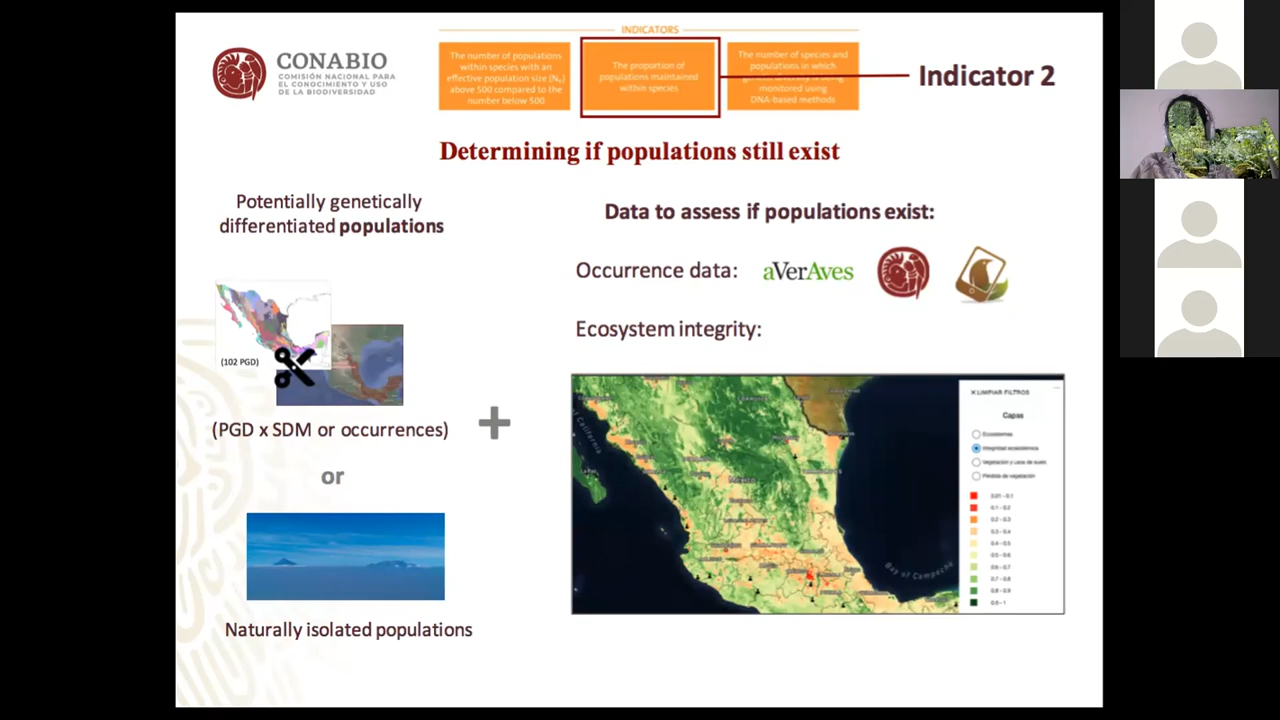 CONABIO
COMISIÓN NACIONAL PARA
EL CONOCIMIENTO Y USO
DE LA BIODIVERSIDAD
INDICATORS
The number of populations
within species with an
effective population size (Nₑ)
above 500 compared to the
number below 500
The proportion of
populations maintained
within species
The number of species and
populations in which
being
monitored using
DNA-based methods
Indicator 2
Determining if populations still exist
Potentially genetically
differentiated populations
(102 PGD)
(PGD x SDM or occurrences)
or
Naturally isolated populations
+
Data to assess if populations exist:
Occurrence data:
aVerAves
Ecosystem integrity:
México
Bay of Campeche
X LIMPIAR FILTROS
Capas
Ecosistemas
Integridad ecosistémica
Vegetación y usos de suelo
Pérdida de vegetación
0.01 - 0.1
0.1 - 0.2
0.2 - 0.3
0.3 - 0.4
0.4 - 0.5
0.5 - 0.6
0.6 - 0.7
0.7 - 0.8
0.8 - 0.9
0.9 - 1